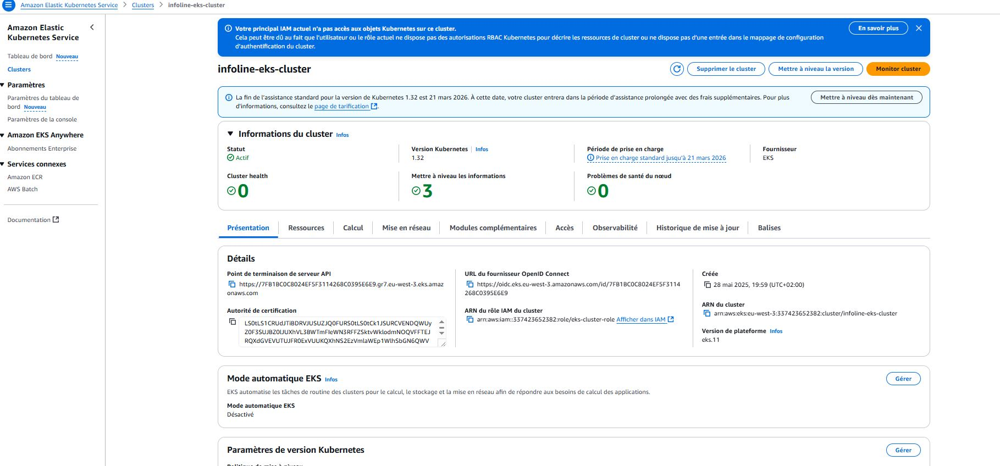 Amazon Elastic Kubernetes Service > Clusters > infoline-eks-cluster
Amazon Elastic
Kubernetes Service
Tableau de bord Nouveau
Clusters
Paramètres
Paramètres du tableau de
bord Nouveau
Paramètres de la console
Amazon EKS Anywhere
Abonnements Enterprise
Services connexes
Amazon ECR
AWS Batch
Documentation
Votre principal IAM actuel n'a pas accès aux objets Kubernetes sur ce cluster.
Cela peut être dû au fait que l'utilisateur ou le rôle actuel ne dispose pas des autorisations RBAC Kubernetes pour décrire les ressources de cluster ou ne dispose pas d'une entrée dans le mappage de configuration
d'authentification du cluster.
En savoir plus
infoline-eks-cluster
Supprimer le cluster
Mettre à niveau la version
Monitor cluster
La fin de l'assistance standard pour la version de Kubernetes 1.32 est 21 mars 2026. À cette date, votre cluster entrera dans la période d'assistance prolongée avec des frais supplémentaires. Pour plus
d'informations, consultez le page de tarification.
Mettre à niveau dès maintenant
Informations du cluster Infos
Statut
Actif
Version Kubernetes Infos
1.32
Période de prise en charge
Prise en charge standard jusqu'à 21 mars 2026
Fournisseur
EKS
Cluster health
0
Mettre à niveau les informations
3
Problèmes de santé du nœud
0
Présentation
Ressources
Calcul
Mise en réseau
Modules complémentaires
Accès
Observabilité
Historique de mise à jour
Balises
Détails
Point de terminaison de serveur API
https://7FB1BC0C8024EF5F3114268C0395E6E9.gr7.eu-west-3.eks.amaz
onaws.com
Autorité de certification
LS0tLS1CRUdJTiBDRVJUSUZJQ0FURS0tLS0tCk1JSURCVENDQWUy
Z0F3SUJBZ0lJUXhVL3BWTmFIeWN3RFFZSktvWklodmNOQVFFTEJ
RQXdGVEVUTUJFR0ExVUUKQXhNS2EzVmlaWEp1WlhSbGN6QWV
URL du fournisseur OpenID Connect
https://oidc.eks.eu-west-3.amazonaws.com/id/7FB1BC0C8024EF5F3114
268C0395E6E9
ARN du rôle IAM du cluster
arn:aws:iam::337423652382:role/eks-cluster-role Afficher dans IAM
Créée
28 mai 2025, 19:59 (UTC+02:00)
ARN du cluster
arn:aws:eks:eu-west-3:337423652382:cluster/infoline-eks-cluster
Version de plateforme Infos
eks.11
Mode automatique EKS Infos
Gérer
EKS automatise les tâches de routine des clusters pour le calcul, le stockage et la mise en réseau afin de répondre aux besoins de calcul des applications.
Mode automatique EKS
Désactivé
Paramètres de version Kubernetes
Gérer
Politique de mise à niveau